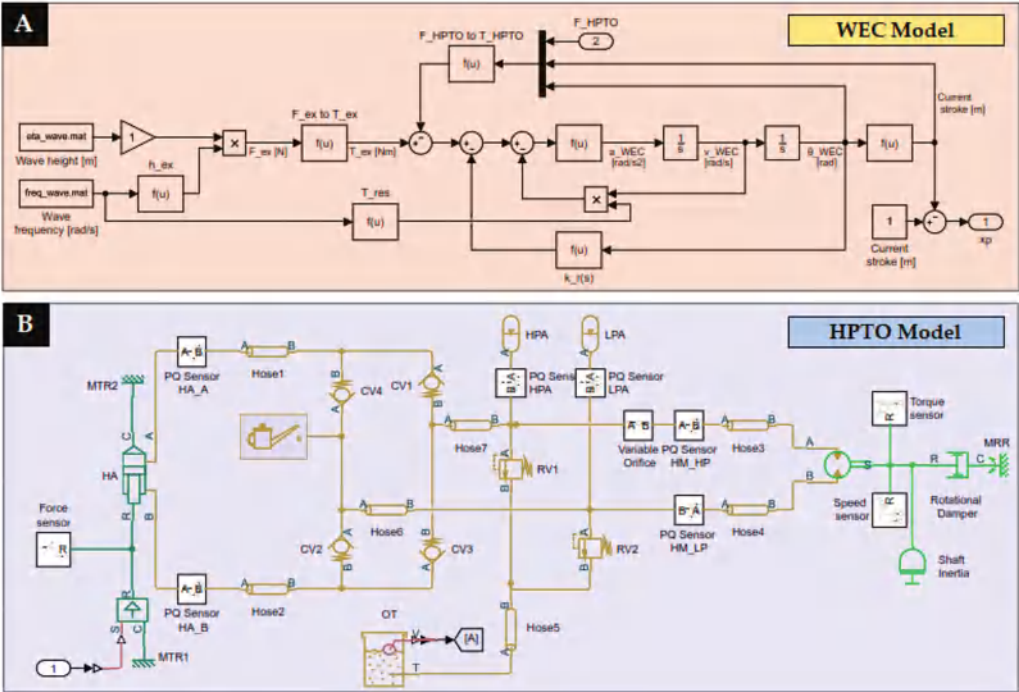 A
WEC Model
F_HPTO to T_HPTO
F_HPTO
2
f(u)
Current
stroke [m]
eta_wave.mat
1
Wave height [m]
×
F_ex [N]
F_ex to T_ex
f(u)
T_ex [Nm]
f(u)
a_WEC
[rad/s2]
1
s
v_WEC
[rad/s]
1
s
θ_WEC
[rad]
f(u)
h_ex
freq_wave.mat
f(u)
Wave
frequency [rad/s]
T_res
f(u)
×
1
Current
stroke [m]
1
xp
f(u)
k_r(s)
B
HPTO Model
HPA
LPA
A
A
MTR2
A
B
PQ Sensor
HA_A
A
B
Hose1
B
CV4
A
A
CV1
B
PQ Sens
HPA
PQ Sensor
LPA
A
B
A
B
C
A
HA
R
B
A
B
Hose7
A
RV1
B
A
B
Variable
Orifice
A
B
PQ Sensor
HM_HP
A
B
Hose3
A
B
S
Torque
sensor
R
MRR
R
C
Rotational
Damper
Speed
sensor
R
Shaft
Inertia
Force
sensor
R
A
B
Hose6
CV2
A
B
B
CV3
A
B
A
PQ Sensor
HM_LP
A
B
Hose4
A
RV2
B
R
S
C
MTR1
1
A
B
PQ Sensor
HA_B
A
B
Hose2
OT
V
[A]
T
B
Hose5
A